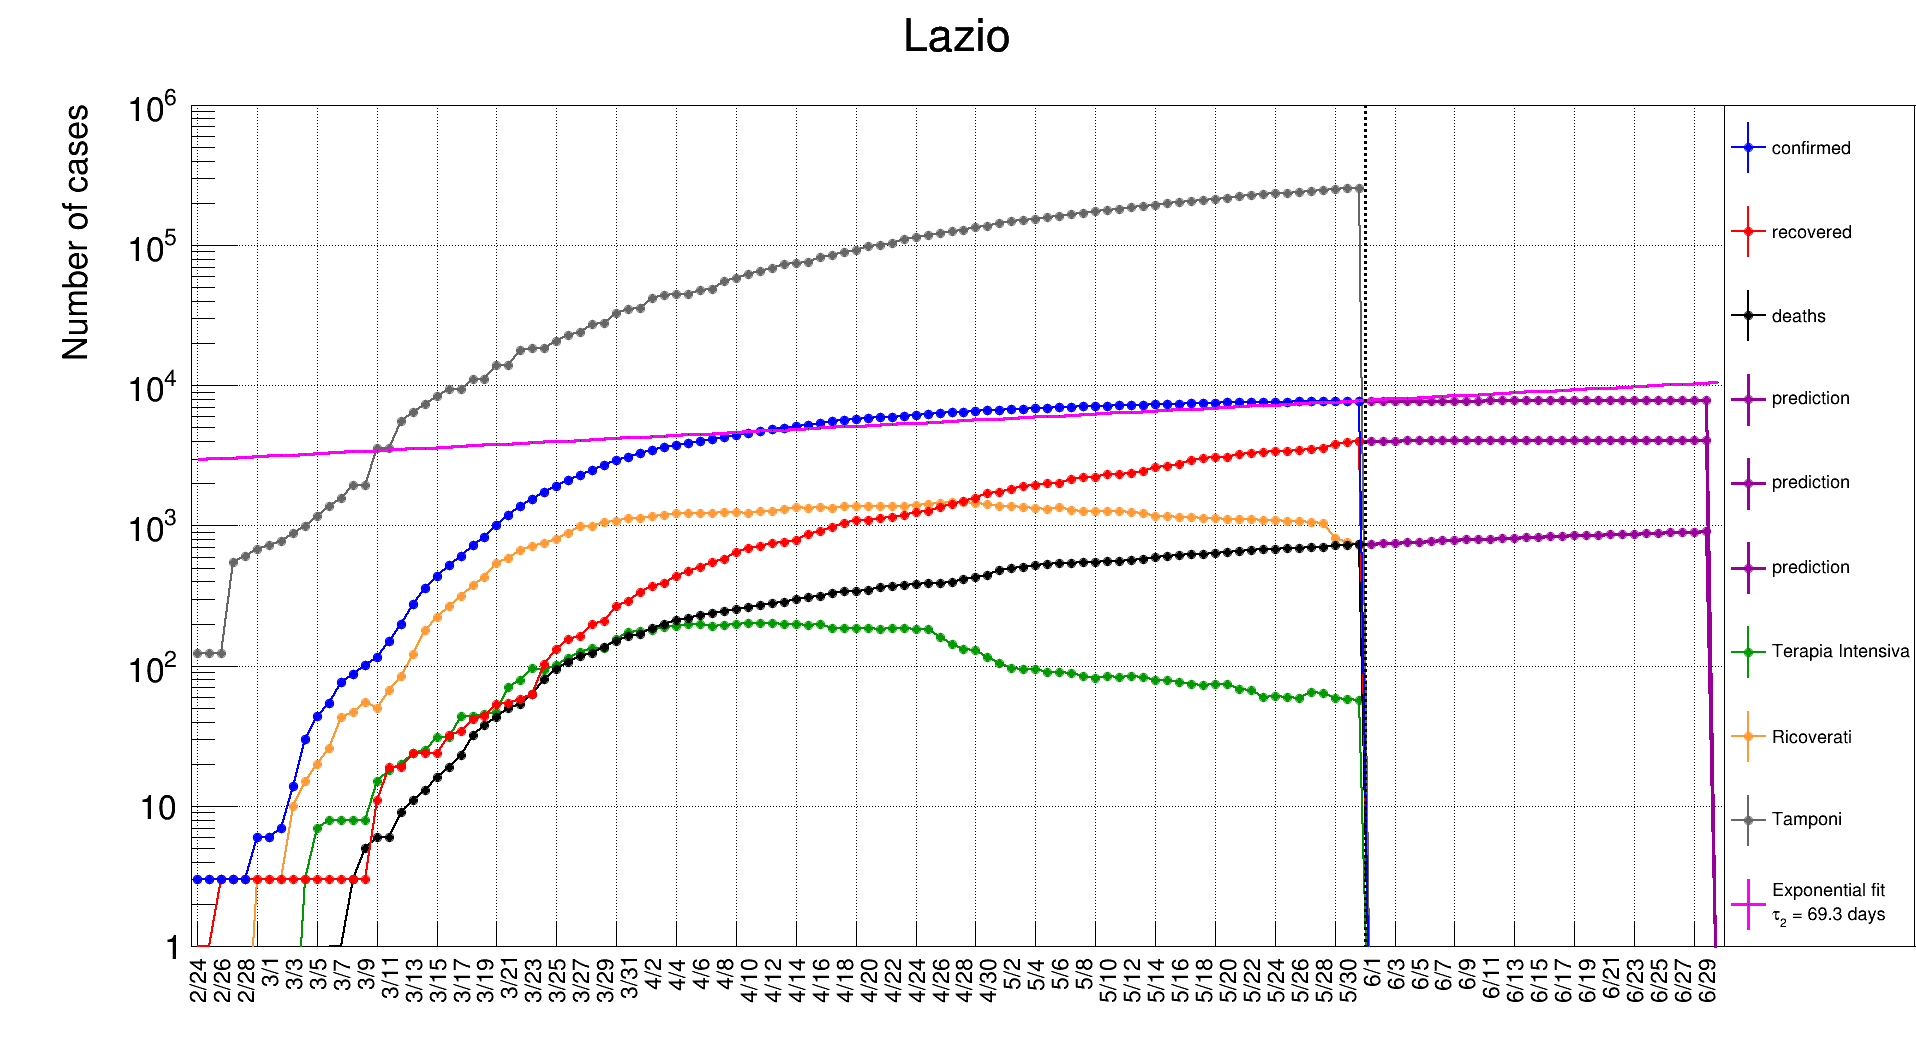 Lazio
Number of cases
10^6
10^5
10^4
10^3
10^2
10
1
2/24 2/26 2/28 3/1 3/3 3/5 3/7 3/9 3/11 3/13 3/15 3/17 3/19 3/21 3/23 3/25 3/27 3/29 3/31 4/2 4/4 4/6 4/8 4/10 4/12 4/14 4/16 4/18 4/20 4/22 4/24 4/26 4/28 4/30 5/2 5/4 5/6 5/8 5/10 5/12 5/14 5/16 5/18 5/20 5/22 5/24 5/26 5/28 5/30 6/1 6/3 6/5 6/7 6/9 6/11 6/13 6/15 6/17 6/19 6/21 6/23 6/25 6/27 6/29
confirmed
recovered
deaths
prediction
prediction
prediction
Terapia Intensiva
Ricoverati
Tamponi
Exponential fit
τ₂ = 69.3 days